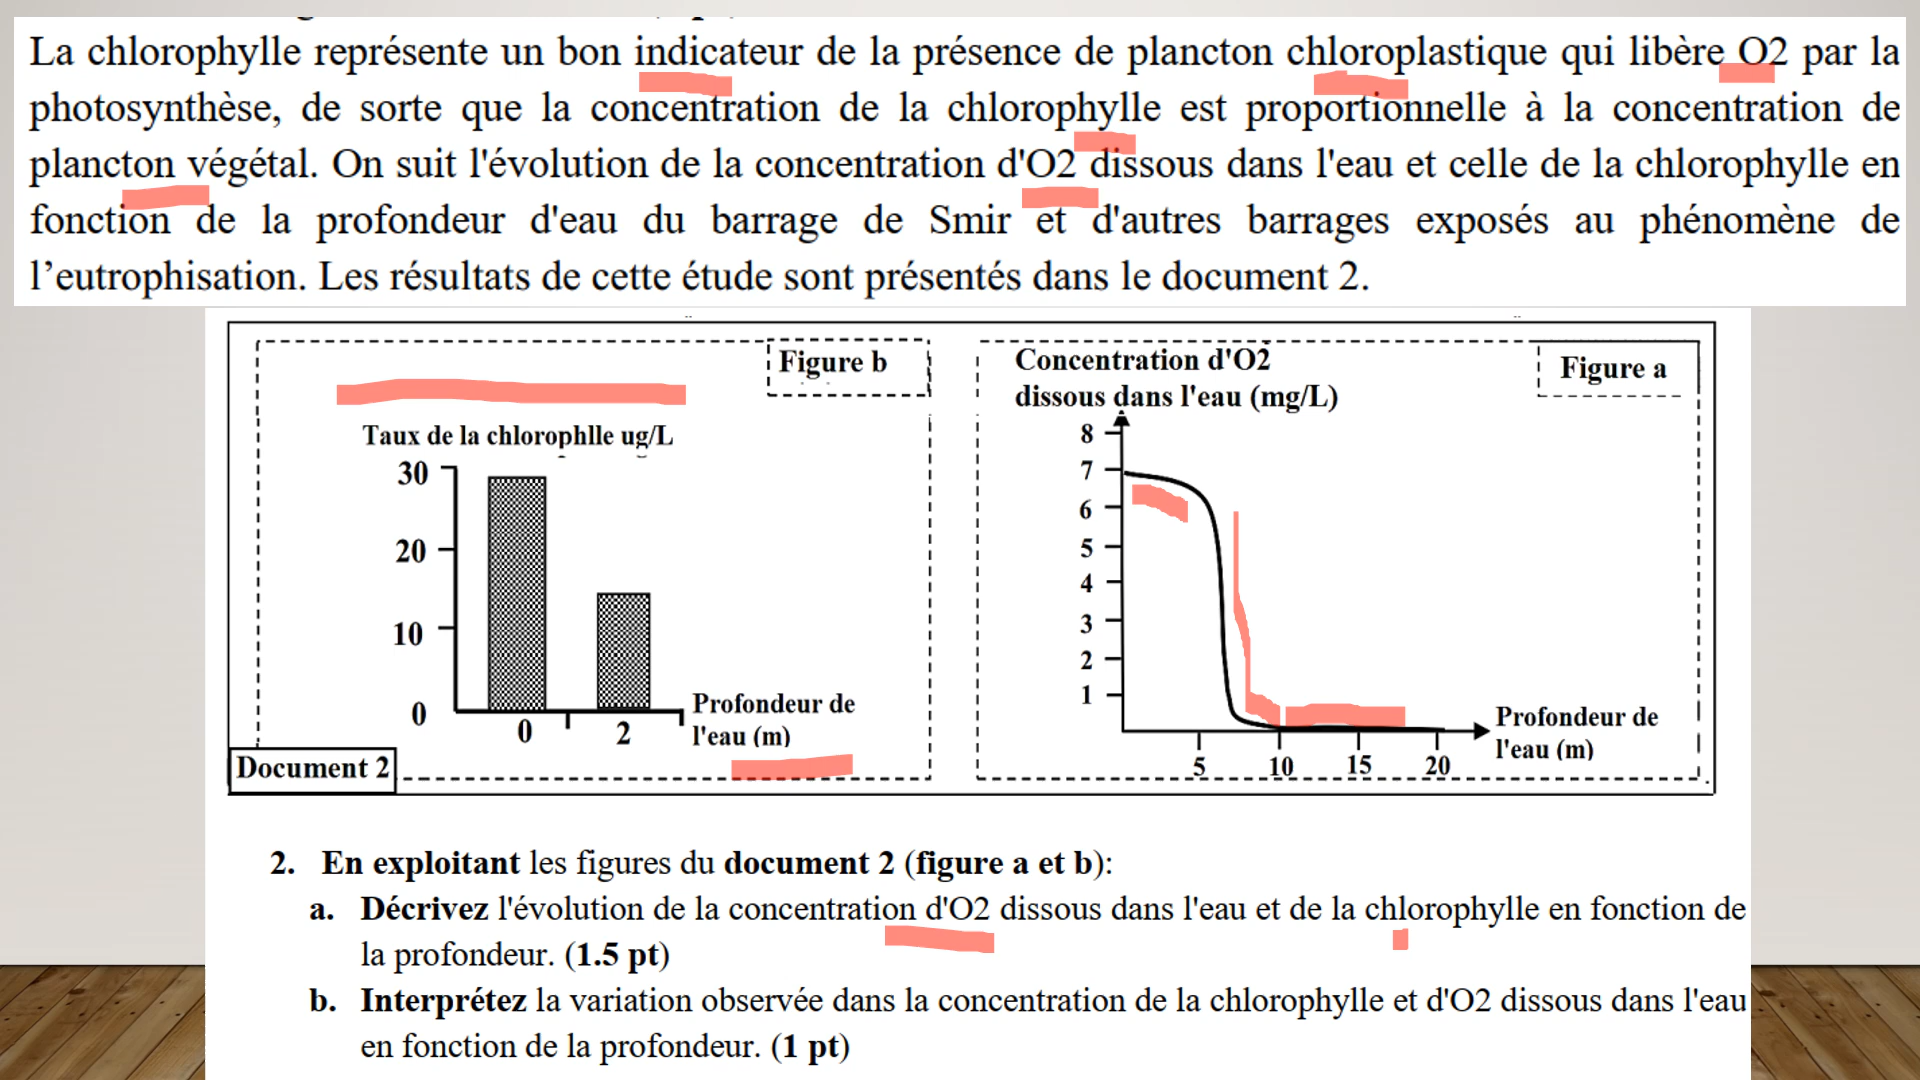 La chlorophylle représente un bon indicateur de la présence de plancton chloroplastique qui libère O2 par la
photosynthèse, de sorte que la concentration de la chlorophylle est proportionnelle à la concentration de
plancton végétal. On suit l'évolution de la concentration d'O2 dissous dans l'eau et celle de la chlorophylle en
fonction de la profondeur d'eau du barrage de Smir et d'autres barrages exposés au phénomène de
l’eutrophisation. Les résultats de cette étude sont présentés dans le document 2.
Figure b
Taux de la chlorophlle ug/L
30
20
10
0
0 2
Profondeur de
l'eau (m)
Document 2
Concentration d'O2
dissous dans l'eau (mg/L)
Figure a
8
7
6
5
4
3
2
1
5 10 15 20
Profondeur de
l'eau (m)
2. En exploitant les figures du document 2 (figure a et b):
a. Décrivez l'évolution de la concentration d'O2 dissous dans l'eau et de la chlorophylle en fonction de
la profondeur. (1.5 pt)
b. Interprétez la variation observée dans la concentration de la chlorophylle et d'O2 dissous dans l'eau
en fonction de la profondeur. (1 pt)